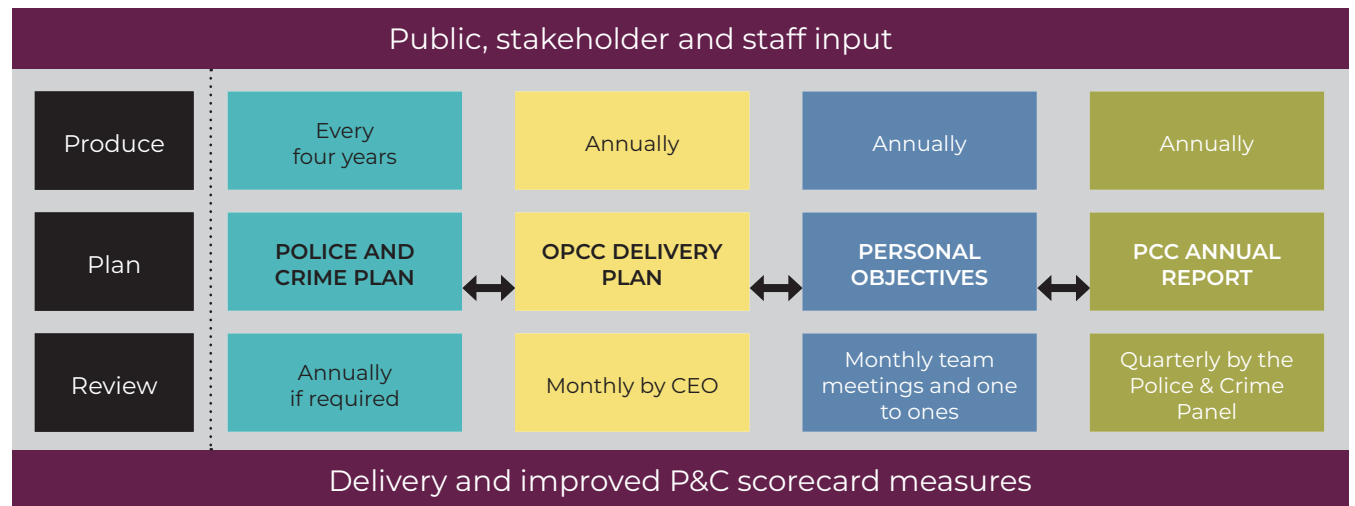 Public, stakeholder and staff input
Produce
Every
four years
Annually
Annually
Annually
Plan
POLICE AND
CRIME PLAN
OPCC DELIVERY
PLAN
PERSONAL
OBJECTIVES
PCC ANNUAL
REPORT
Review
Annually
if required
Monthly by CEO
Monthly team
meetings and one
to ones
Quarterly by the
Police & Crime
Panel
Delivery and improved P&C scorecard measures